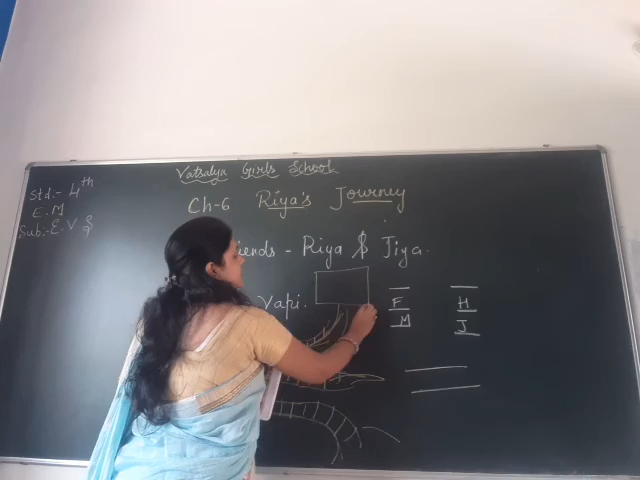 Vatsalya Girls School
Std:- 4th
E.M
Sub:- E.V.S
Ch-6 Riya's Journey
iends - Riya & Jiya.
Vapi.
F H
M J